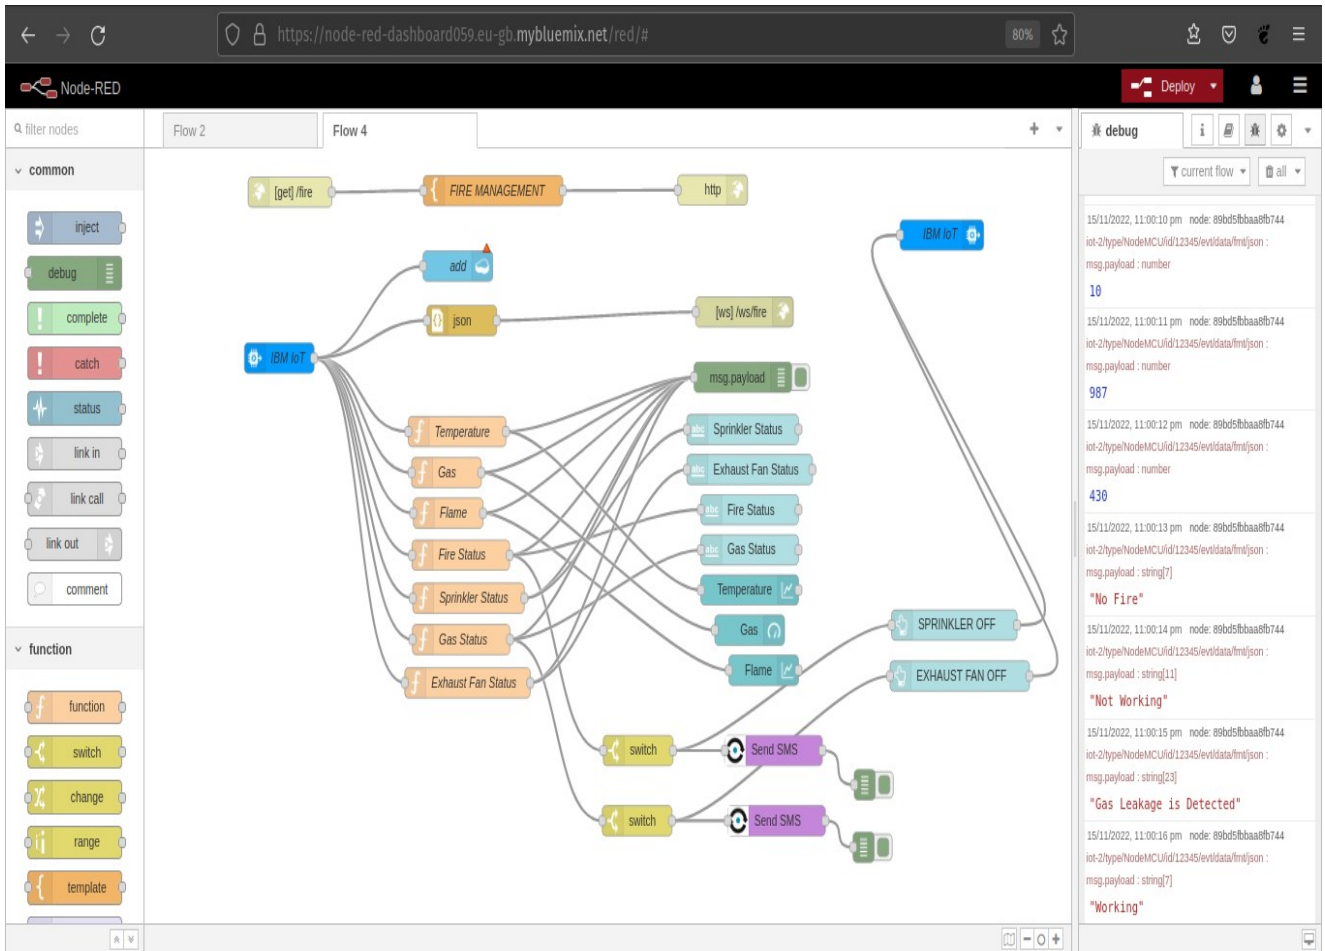 https://node-red-dashboard059.eu-gb.mybluemix.net/red/#
80%
Node-RED
Deploy
filter nodes
Flow 2
Flow 4
debug
i
common
current flow
all
inject
debug
complete
catch
status
link in
link call
link out
comment
function
function
switch
change
range
template
[get] /fire
FIRE MANAGEMENT
http
IBM IoT
add
json
[ws] /ws/fire
IBM IoT
msg.payload
Temperature
Gas
Flame
Fire Status
Sprinkler Status
Gas Status
Exhaust Fan Status
abc Sprinkler Status
abc Exhaust Fan Status
abc Fire Status
abc Gas Status
Temperature
Gas
Flame
SPRINKLER OFF
EXHAUST FAN OFF
switch
Send SMS
switch
Send SMS
15/11/2022, 11:00:10 pm node: 89bd5fbbaa8fb744
iot-2/type/NodeMCU/id/12345/evt/data/fmt/json :
msg.payload : number
10
15/11/2022, 11:00:11 pm node: 89bd5fbbaa8fb744
iot-2/type/NodeMCU/id/12345/evt/data/fmt/json :
msg.payload : number
987
15/11/2022, 11:00:12 pm node: 89bd5fbbaa8fb744
iot-2/type/NodeMCU/id/12345/evt/data/fmt/json :
msg.payload : number
430
15/11/2022, 11:00:13 pm node: 89bd5fbbaa8fb744
iot-2/type/NodeMCU/id/12345/evt/data/fmt/json :
msg.payload : string[7]
"No Fire"
15/11/2022, 11:00:14 pm node: 89bd5fbbaa8fb744
iot-2/type/NodeMCU/id/12345/evt/data/fmt/json :
msg.payload : string[11]
"Not Working"
15/11/2022, 11:00:15 pm node: 89bd5fbbaa8fb744
iot-2/type/NodeMCU/id/12345/evt/data/fmt/json :
msg.payload : string[23]
"Gas Leakage is Detected"
15/11/2022, 11:00:16 pm node: 89bd5fbbaa8fb744
iot-2/type/NodeMCU/id/12345/evt/data/fmt/json :
msg.payload : string[7]
"Working"